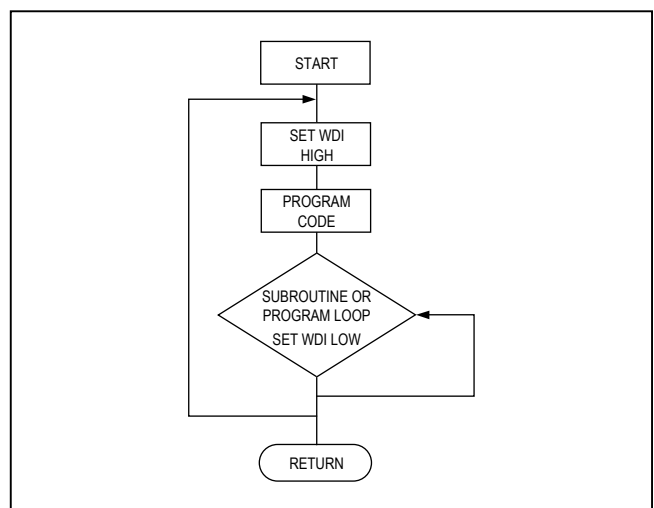 START
SET WDI
HIGH
PROGRAM
CODE
SUBROUTINE OR
PROGRAM LOOP
SET WDI LOW
RETURN